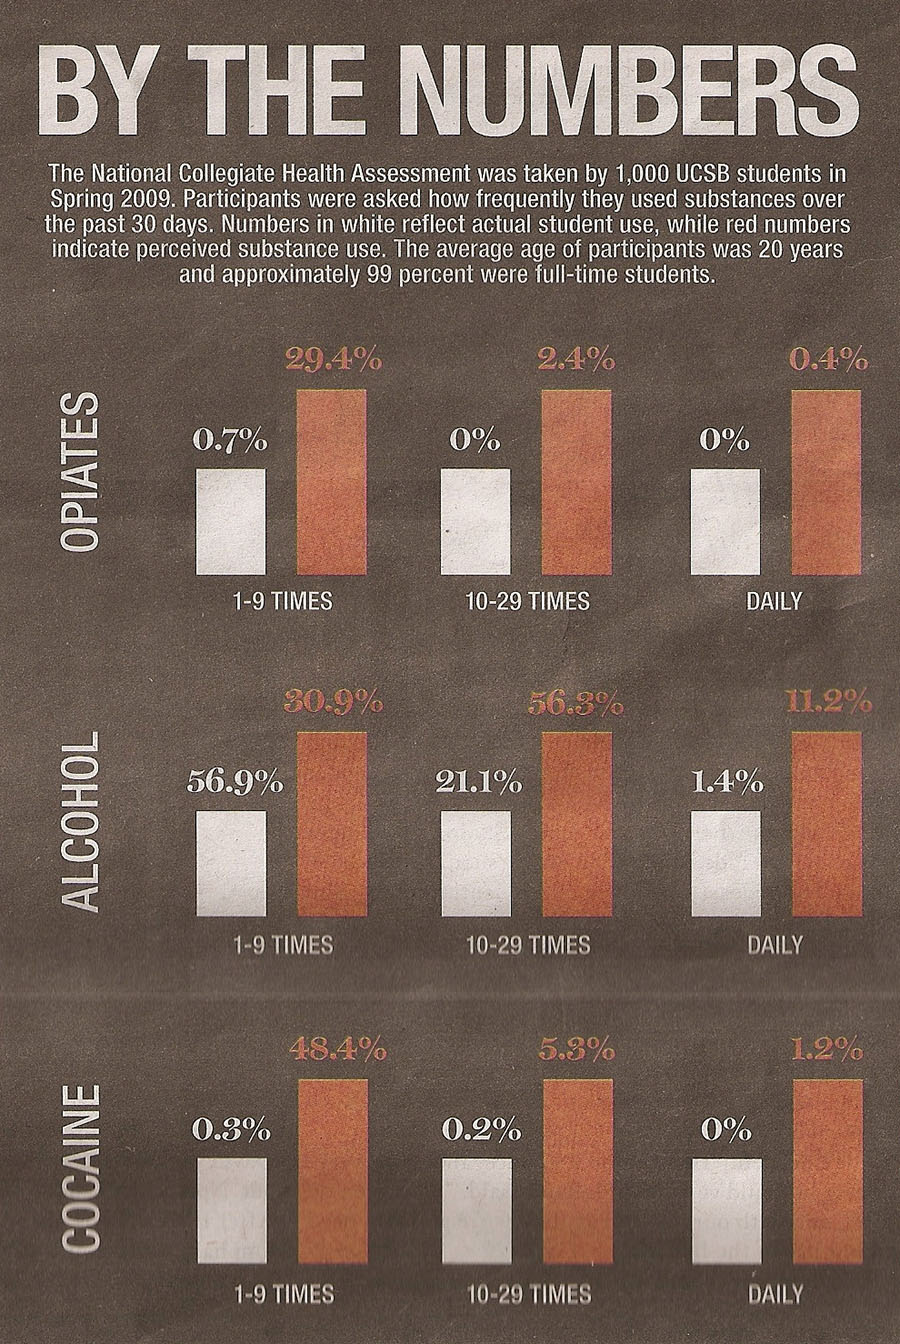 BY THE NUMBERS
The National Collegiate Health Assessment was taken by 1,000 UCSB students in
Spring 2009. Participants were asked how frequently they used substances over
the past 30 days. Numbers in white reflect actual student use, while red numbers
indicate perceived substance use. The average age of participants was 20 years
and approximately 99 percent were full-time students.
OPIATES
29.4% 2.4% 0.4%
0.7% 0% 0%
1-9 TIMES 10-29 TIMES DAILY
ALCOHOL
30.9% 56.3% 11.2%
56.9% 21.1% 1.4%
1-9 TIMES 10-29 TIMES DAILY
COCAINE
48.4% 5.3% 1.2%
0.3% 0.2% 0%
1-9 TIMES 10-29 TIMES DAILY